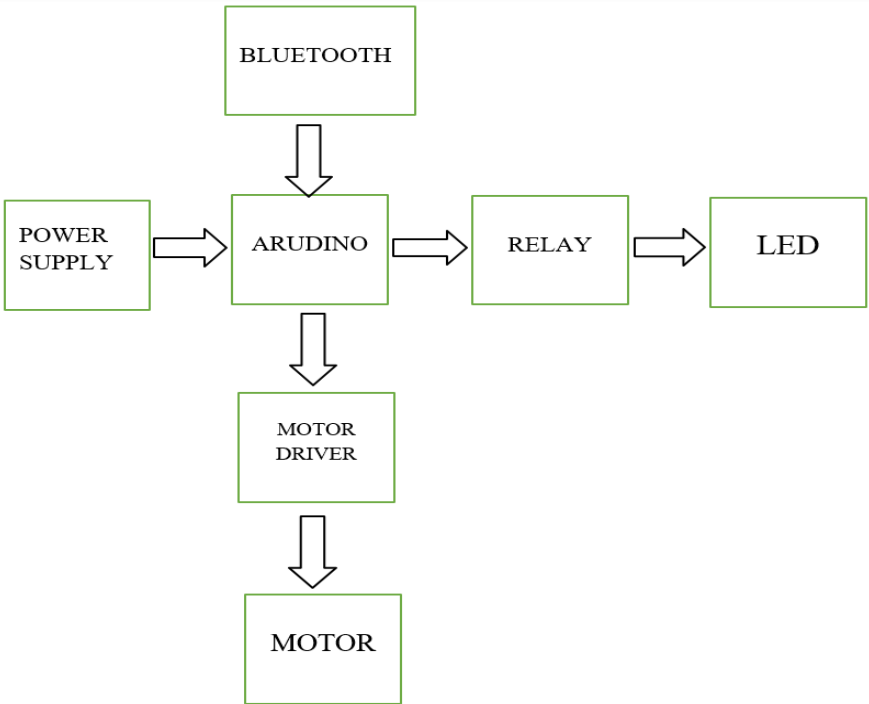 BLUETOOTH
POWER
SUPPLY
ARUDINO
RELAY
LED
MOTOR
DRIVER
MOTOR